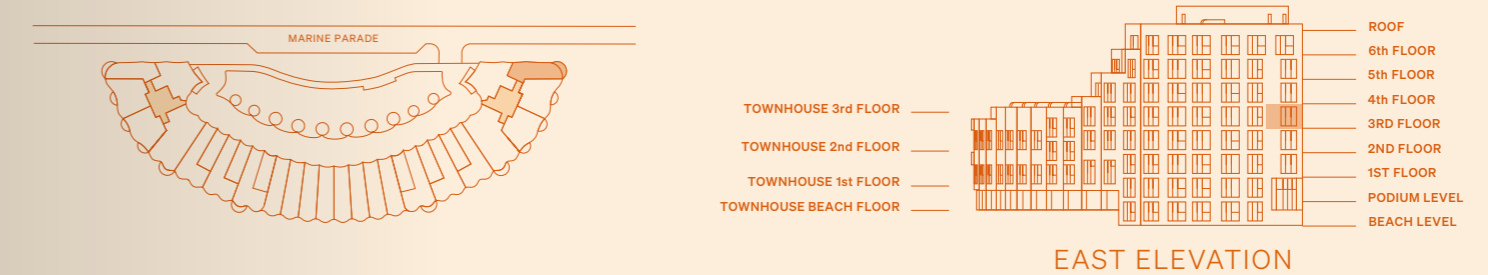 MARINE PARADE
TOWNHOUSE 3rd FLOOR
TOWNHOUSE 2nd FLOOR
TOWNHOUSE 1st FLOOR
TOWNHOUSE BEACH FLOOR
ROOF
6th FLOOR
5th FLOOR
4th FLOOR
3RD FLOOR
2ND FLOOR
1ST FLOOR
PODIUM LEVEL
BEACH LEVEL
EAST ELEVATION